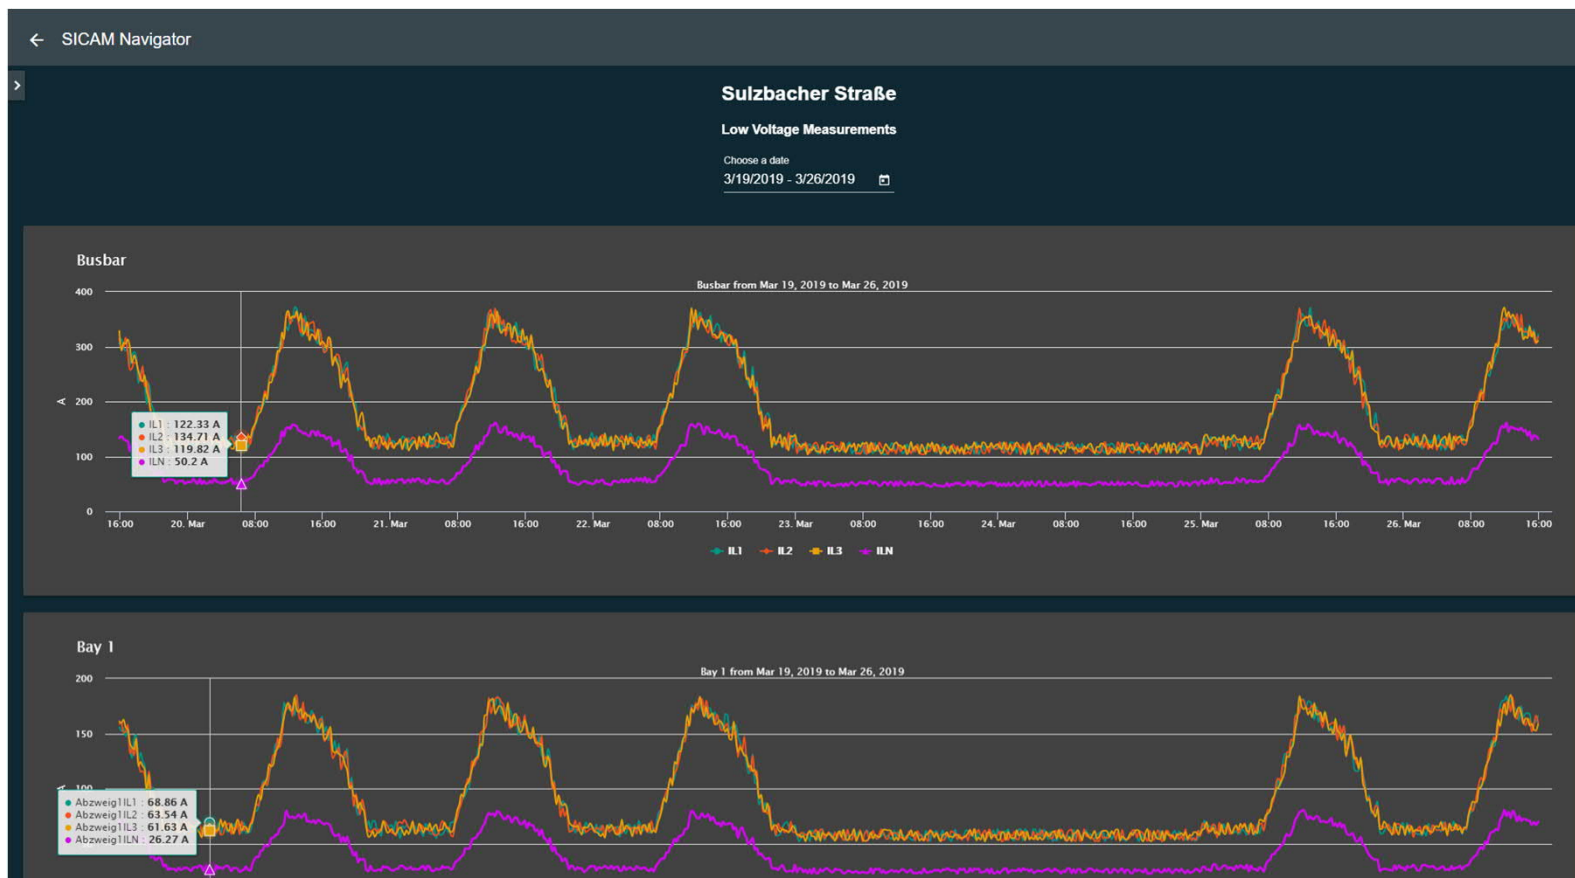 SICAM Navigator
Sulzbacher Straße
Low Voltage Measurements
Choose a date
3/19/2019 - 3/26/2019
Busbar
Busbar from Mar 19, 2019 to Mar 26, 2019
400
300
A 200
100
0
IL1 : 122.33 A
IL2 : 134.71 A
IL3 : 119.82 A
ILN : 50.2 A
16:00 20. Mar 08:00 16:00 21. Mar 08:00 16:00 22. Mar 08:00 16:00 23. Mar 08:00 16:00 24. Mar 08:00 16:00 25. Mar 08:00 16:00 26. Mar 08:00 16:00
IL1 IL2 IL3 ILN
Bay 1
Bay 1 from Mar 19, 2019 to Mar 26, 2019
200
150
100
Abzweig1IL1 : 68.86 A
Abzweig1IL2 : 63.54 A
Abzweig1IL3 : 61.63 A
Abzweig1ILN : 26.27 A